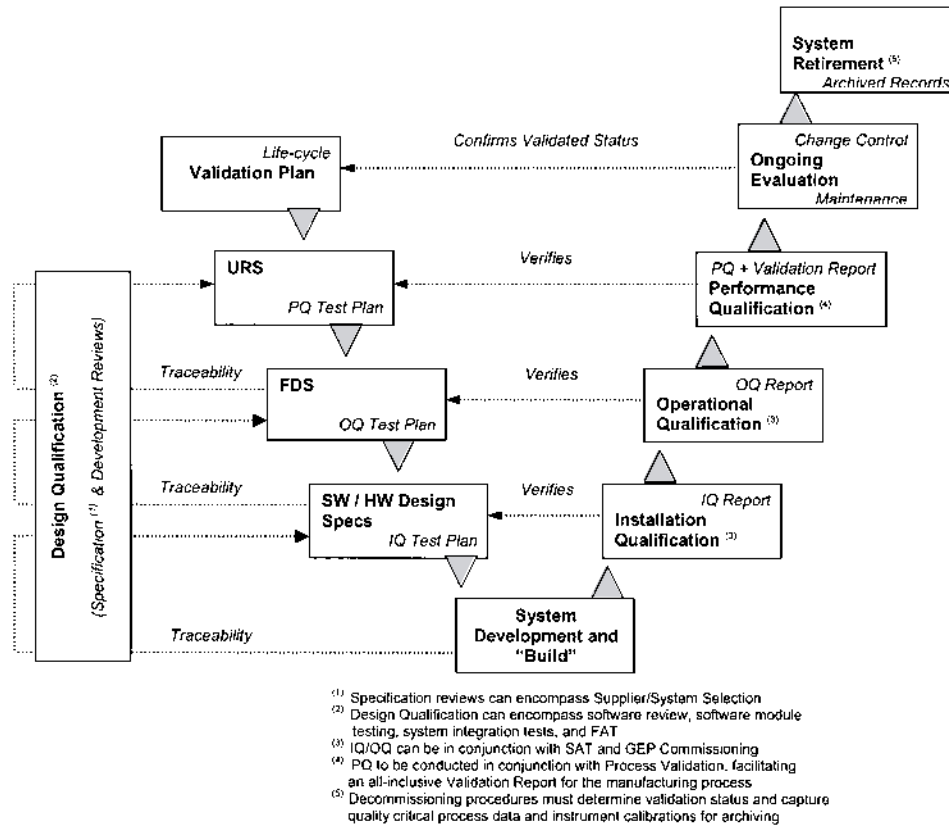 System
Retirement (5)
Archived Records
Life-cycle
Validation Plan
Confirms Validated Status
Change Control
Ongoing
Evaluation
Maintenance
URS
PQ Test Plan
Verifies
PQ + Validation Report
Performance
Qualification (4)
Design Qualification (2)
(Specification (1) & Development Reviews)
Traceability
FDS
OQ Test Plan
Verifies
OQ Report
Operational
Qualification (3)
Traceability
SW / HW Design
Specs
IQ Test Plan
Verifies
IQ Report
Installation
Qualification (3)
Traceability
System
Development and
"Build"
(1) Specification reviews can encompass Supplier/System Selection
(2) Design Qualification can encompass software review, software module
testing, system integration tests, and FAT
(3) IQ/OQ can be in conjunction with SAT and GEP Commissioning
(4) PQ to be conducted in conjunction with Process Validation, facilitating
an all-inclusive Validation Report for the manufacturing process
(5) Decommissioning procedures must determine validation status and capture
quality critical process data and instrument calibrations for archiving